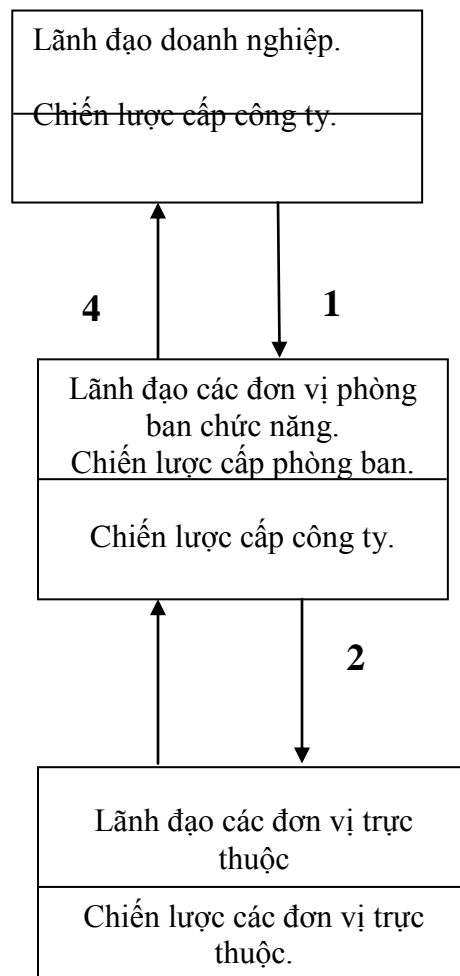 Lãnh đạo doanh nghiệp.
Chiến lược cấp công ty.
4
1
Lãnh đạo các đơn vị phòng
ban chức năng.
Chiến lược cấp phòng ban.
Chiến lược cấp công ty.
2
Lãnh đạo các đơn vị trực
thuộc
Chiến lược các đơn vị trực
thuộc.